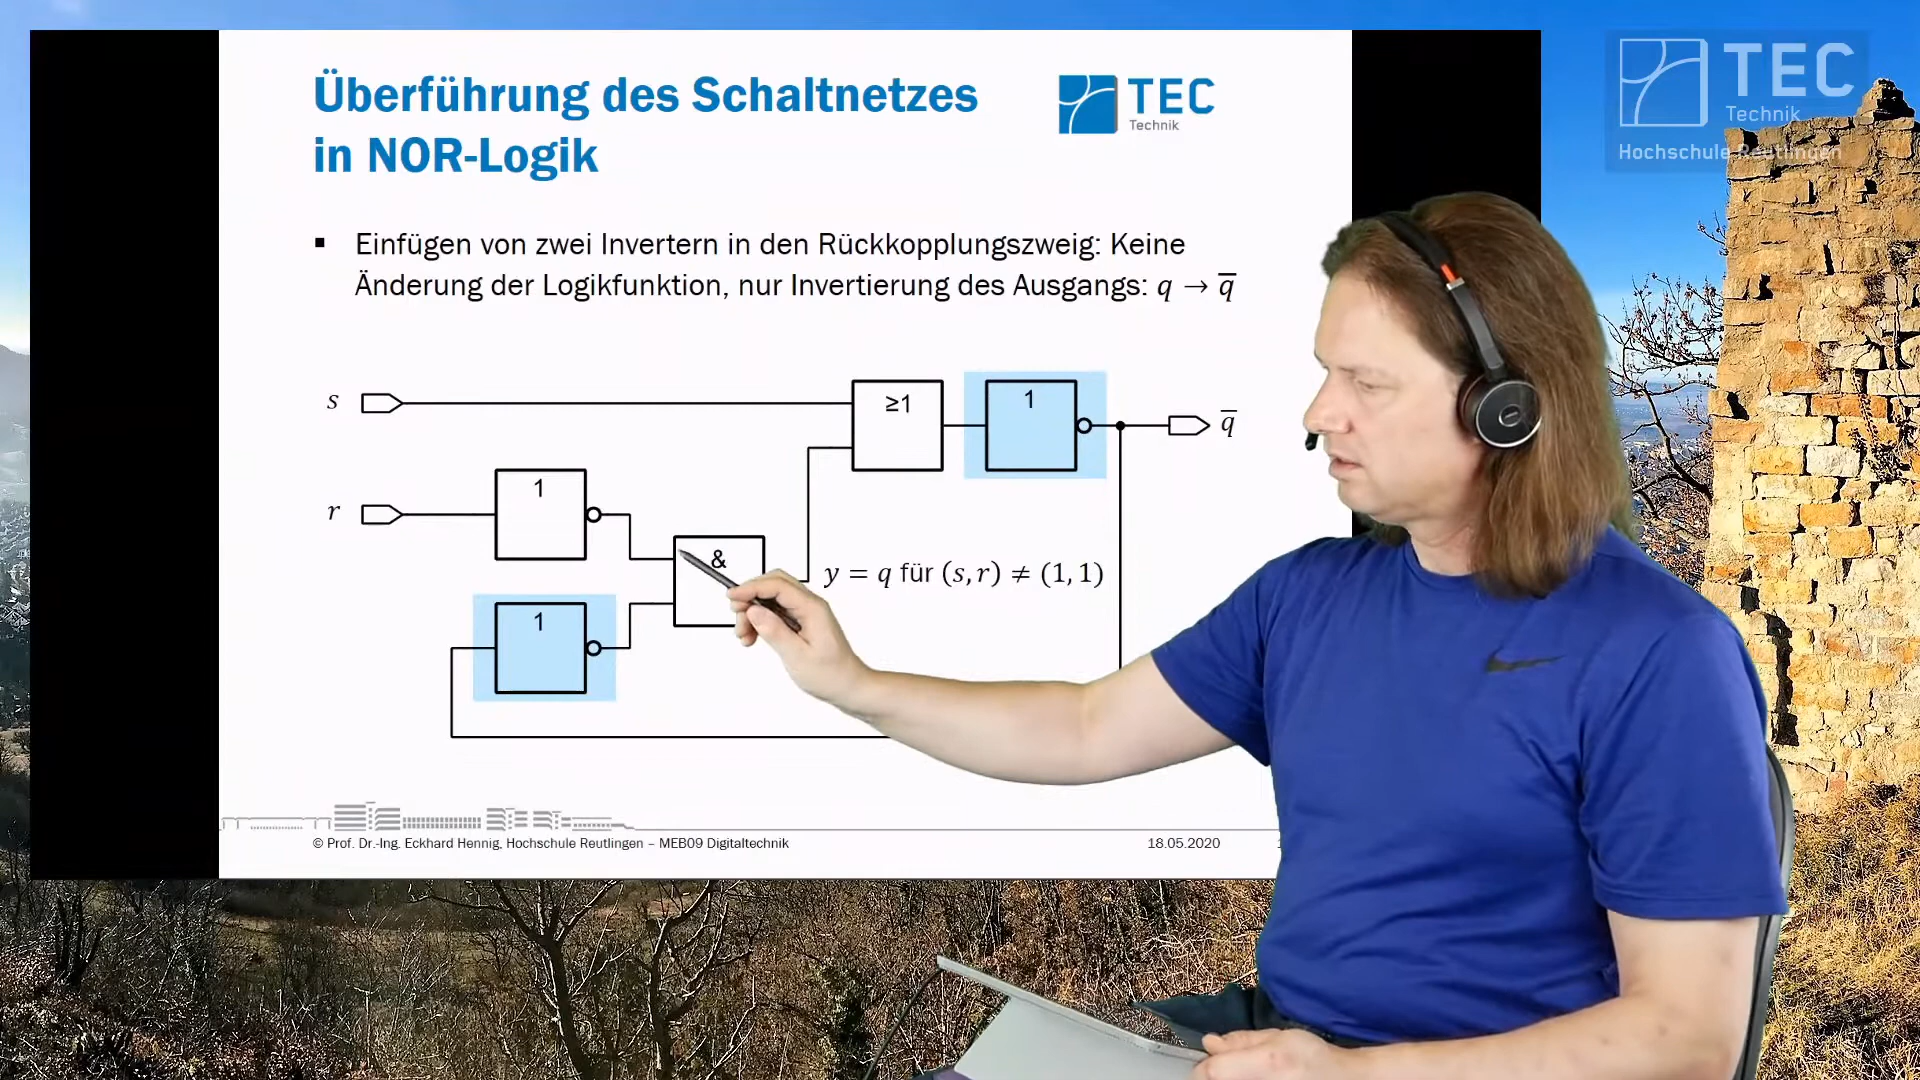 Überführung des Schaltnetzes
in NOR-Logik
TEC
Technik
TEC
Technik
Hochschule Reutlingen
▪ Einfügen von zwei Invertern in den Rückkopplungszweig: Keine
Änderung der Logikfunktion, nur Invertierung des Ausgangs: q → q̅
s
≥1
1
q̅
r
1
&
y = q für (s, r) ≠ (1, 1)
1
© Prof. Dr.-Ing. Eckhard Hennig, Hochschule Reutlingen – MEB09 Digitaltechnik
18.05.2020